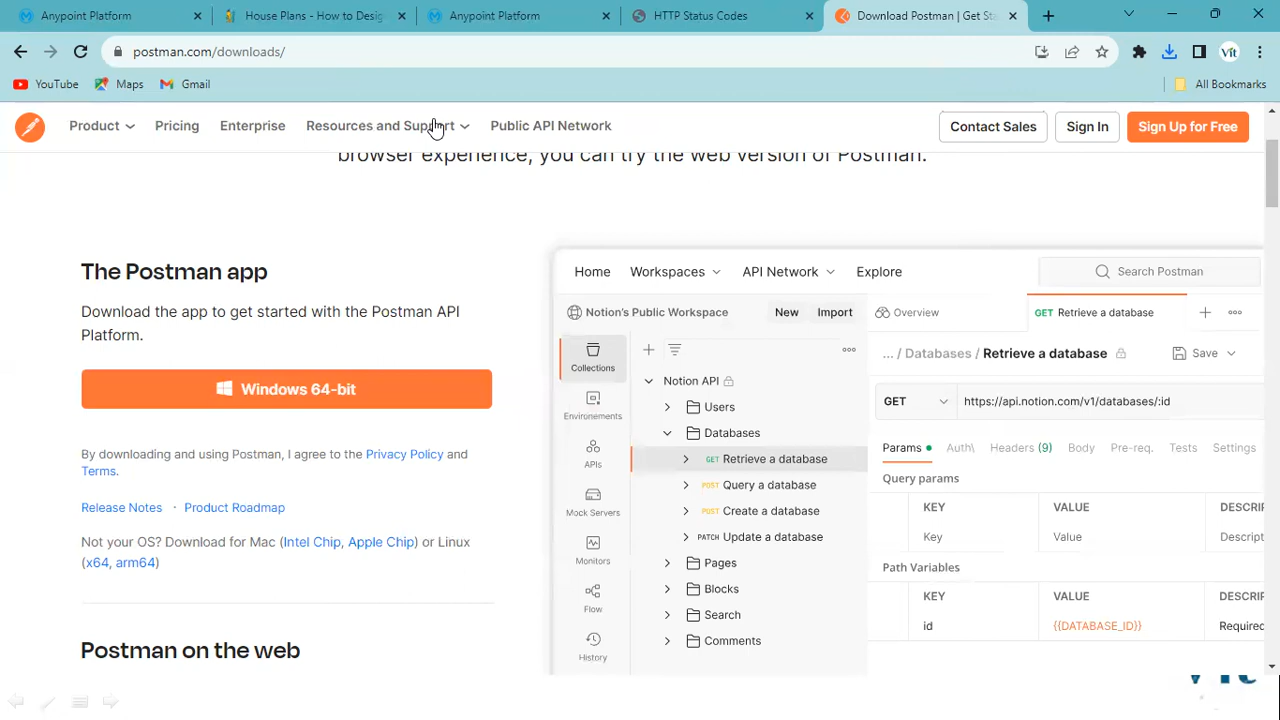 Anypoint Platform
House Plans - How to Desig
Anypoint Platform
HTTP Status Codes
Download Postman | Get Sta
postman.com/downloads/
vit
YouTube
Maps
Gmail
All Bookmarks
Product
Pricing
Enterprise
Resources and Support
Public API Network
Contact Sales
Sign In
Sign Up for Free
browser experience, you can try the web version of Postman.
The Postman app
Download the app to get started with the Postman API
Platform.
Windows 64-bit
By downloading and using Postman, I agree to the Privacy Policy and
Terms.
Release Notes · Product Roadmap
Not your OS? Download for Mac (Intel Chip, Apple Chip) or Linux
(x64, arm64)
Postman on the web
Home
Workspaces
API Network
Explore
Search Postman
Notion's Public Workspace
New
Import
Overview
GET Retrieve a database
Collections
Environements
APIs
Mock Servers
Monitors
Flow
History
Notion API
Users
Databases
GET Retrieve a database
POST Query a database
POST Create a database
PATCH Update a database
Pages
Blocks
Search
Comments
... / Databases / Retrieve a database
Save
GET
https://api.notion.com/v1/databases/:id
Params
Auth\
Headers (9)
Body
Pre-req.
Tests
Settings
Query params
KEY
VALUE
DESCRI
Key
Value
Descript
Path Variables
KEY
VALUE
DESCRI
id
{{DATABASE_ID}}
Required